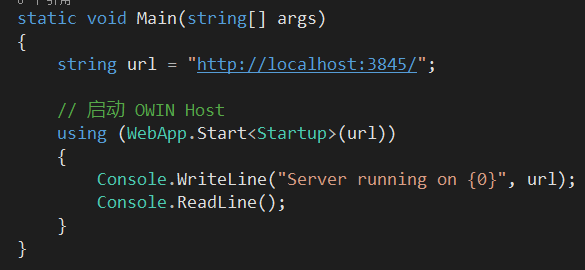 static void Main(string[] args)
{
string url = "http://localhost:3845/";
// 启动 OWIN Host
using (WebApp.Start<Startup>(url))
{
Console.WriteLine("Server running on {0}", url);
Console.ReadLine();
}
}